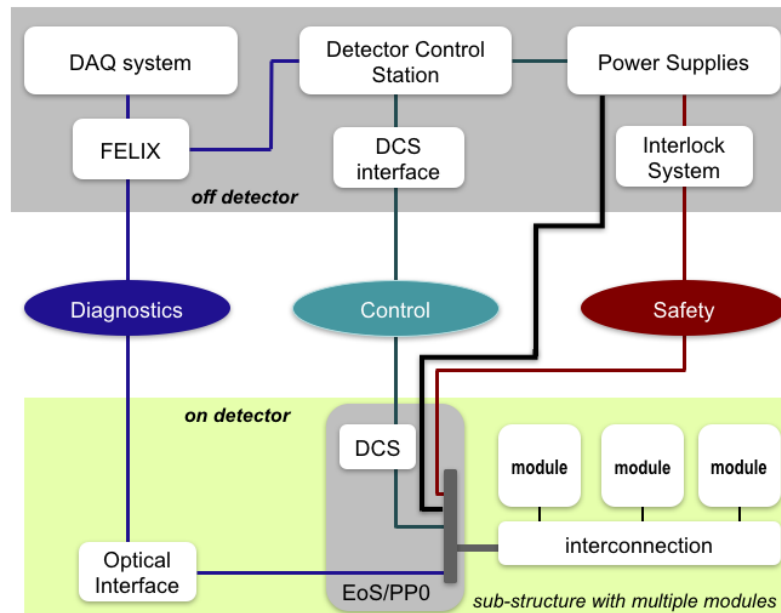 DAQ system
Detector Control
Station
Power Supplies
FELIX
DCS
interface
Interlock
System
off detector
Diagnostics
Control
Safety
on detector
DCS
module
module
module
interconnection
Optical
Interface
EoS/PP0
sub-structure with multiple modules